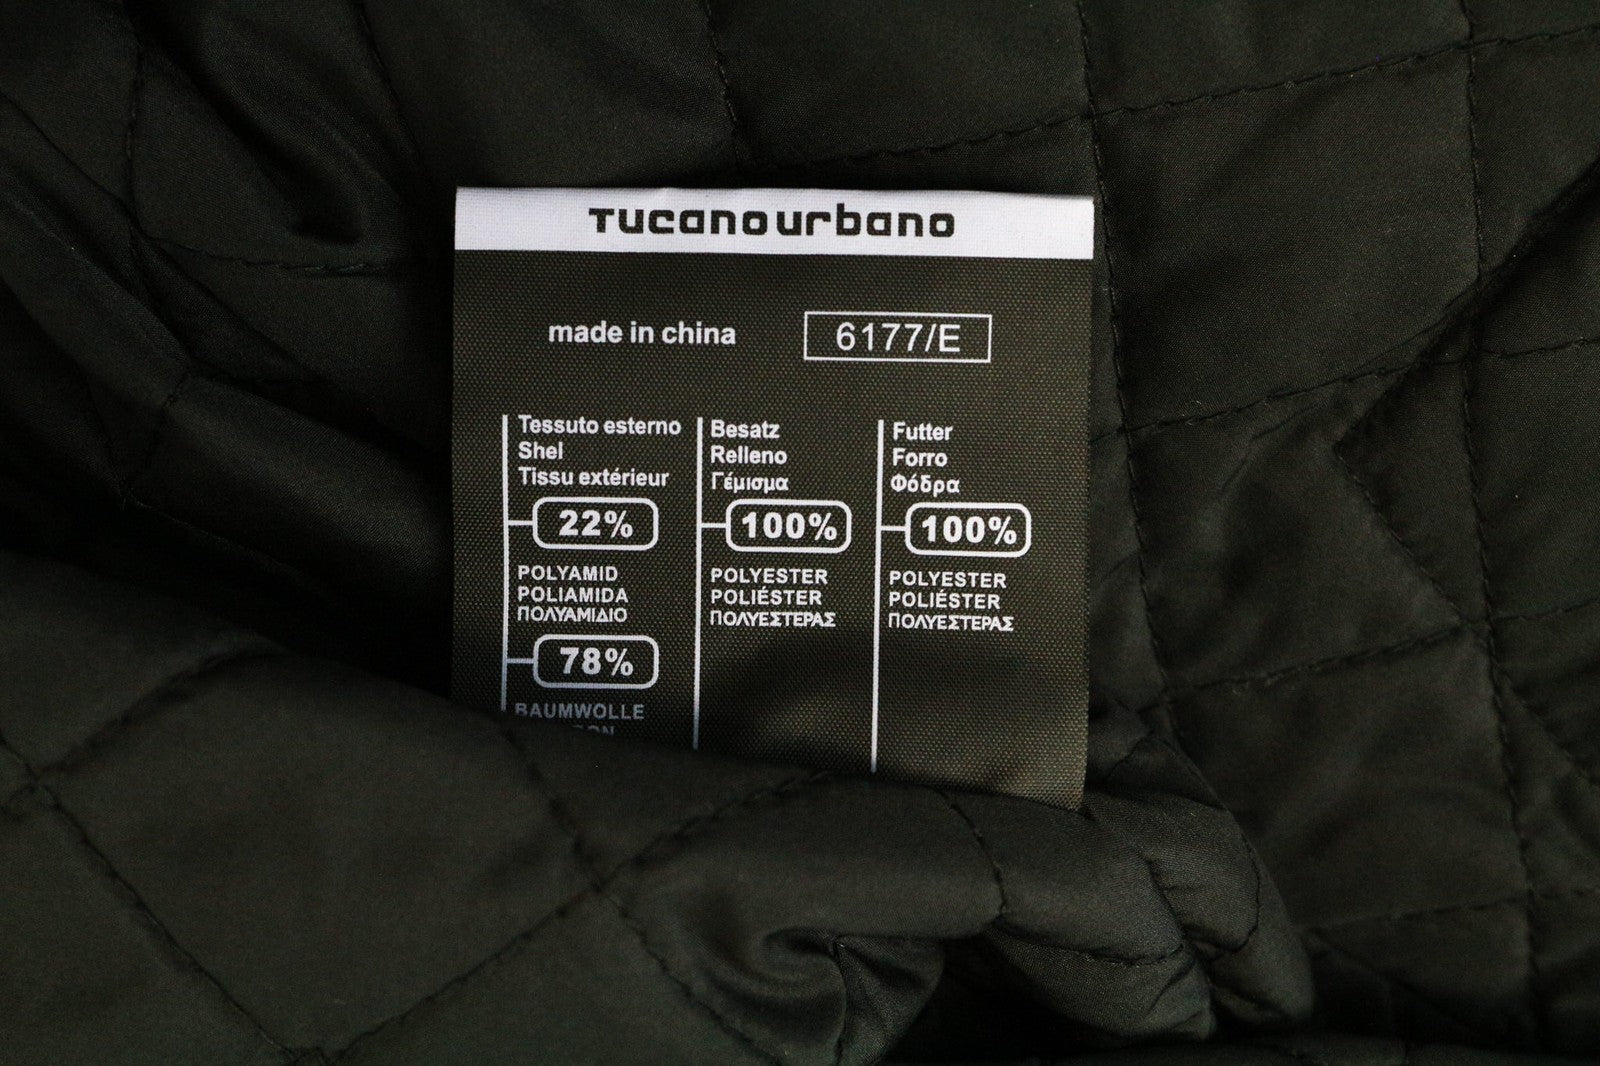 Tucanourbano
made in china
6177/E
Tessuto esterno
Shel
Tissu extérieur
22%
POLYAMID
POLIAMIDA
ΠΟΛΥΑΜΙΔΙΟ
78%
BAUMWOLLE
Besatz
Relleno
Γέμισμα
100%
POLYESTER
POLIÉSTER
ΠΟΛΥΕΣΤΕΡΑΣ
Futter
Forro
Φόδρα
100%
POLYESTER
POLIÉSTER
ΠΟΛΥΕΣΤΕΡΑΣ